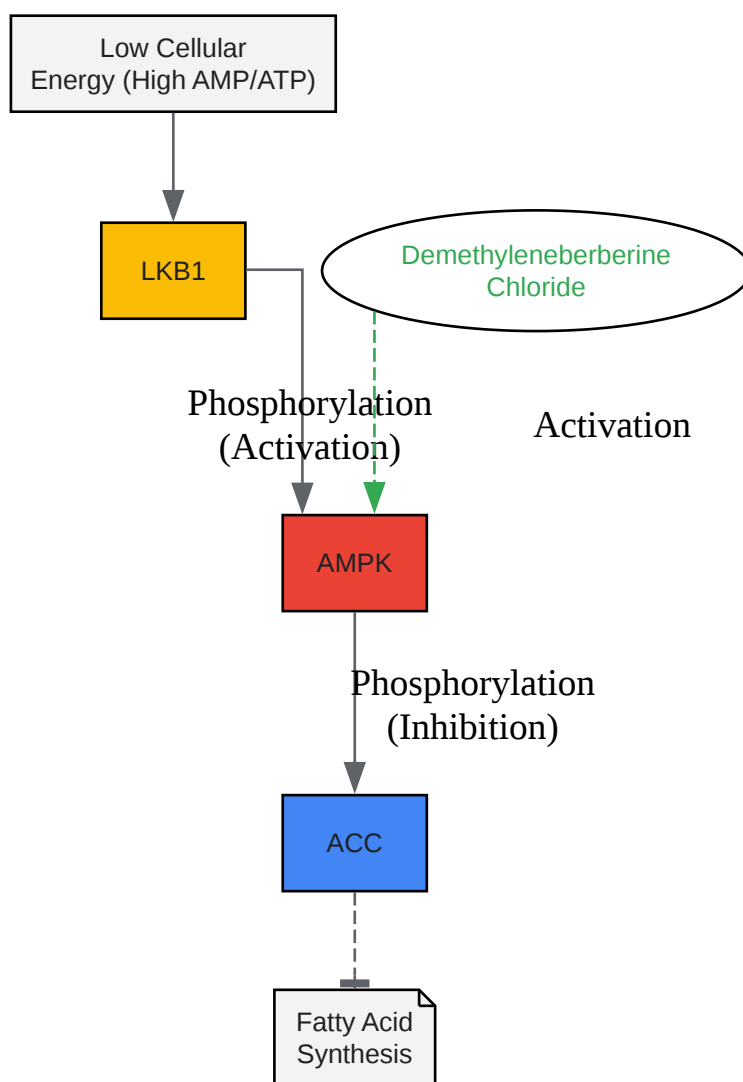 Low Cellular
Energy (High AMP/ATP)
LKB1
Demethyleneberberine
Chloride
Phosphorylation
(Activation)
Activation
AMPK
Phosphorylation
(Inhibition)
ACC
Fatty Acid
Synthesis